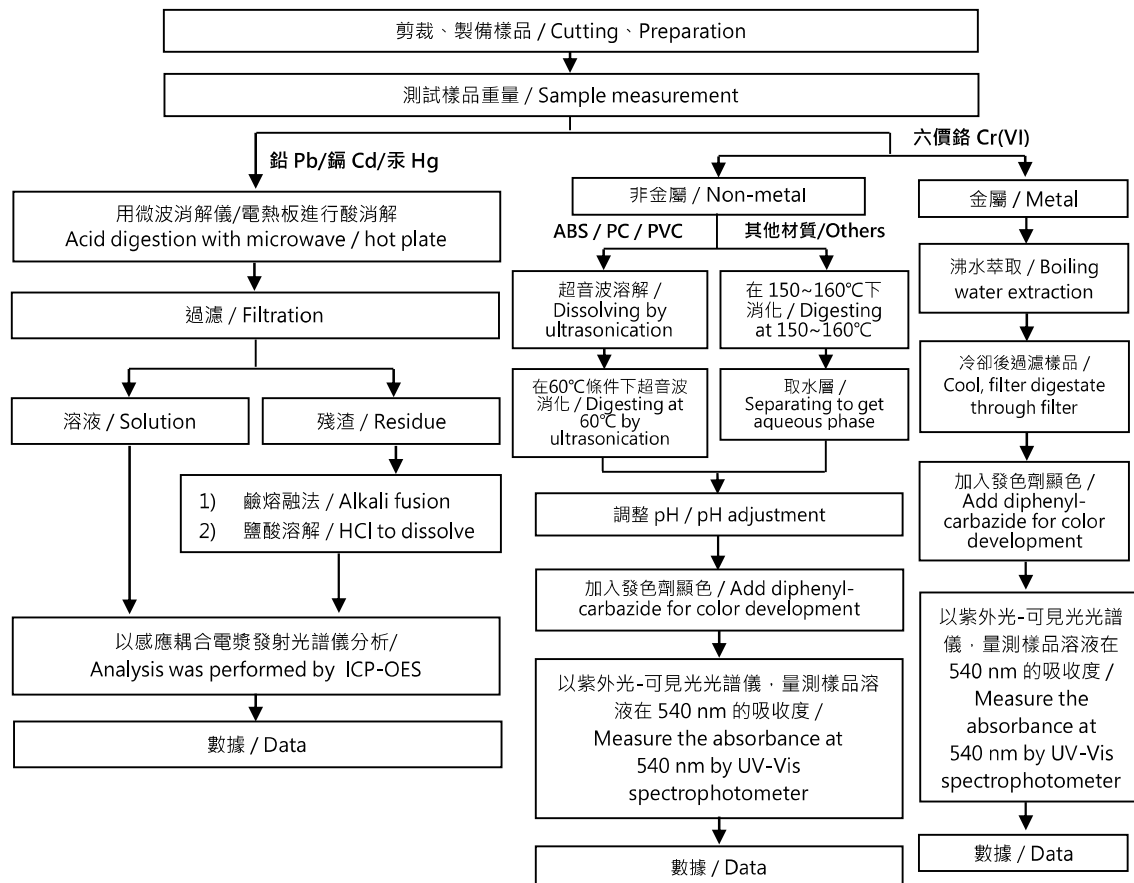 剪裁、製備樣品 / Cutting、Preparation
測試樣品重量 / Sample measurement
鉛 Pb/鎘 Cd/汞 Hg
用微波消解儀/電熱板進行酸消解
Acid digestion with microwave / hot plate
過濾 / Filtration
溶液 / Solution
殘渣 / Residue
1) 鹼熔融法 / Alkali fusion
2) 鹽酸溶解 / HCl to dissolve
以感應耦合電漿發射光譜儀分析/
Analysis was performed by ICP-OES
數據 / Data
六價鉻 Cr(VI)
非金屬 / Non-metal
ABS / PC / PVC
超音波溶解 /
Dissolving by
ultrasonication
在60℃條件下超音波
消化 / Digesting at
60℃ by
ultrasonication
其他材質/Others
在 150~160℃下
消化 / Digesting
at 150~160℃
取水層 /
Separating to get
aqueous phase
調整 pH / pH adjustment
加入發色劑顯色 / Add diphenyl-
carbazide for color development
以紫外光-可見光光譜儀，量測樣品溶
液在 540 nm 的吸收度 /
Measure the absorbance at
540 nm by UV-Vis
spectrophotometer
數據 / Data
金屬 / Metal
沸水萃取 / Boiling
water extraction
冷卻後過濾樣品 /
Cool, filter digestate
through filter
加入發色劑顯色 /
Add diphenyl-
carbazide for color
development
以紫外光-可見光光譜
儀，量測樣品溶液在
540 nm 的吸收度 /
Measure the
absorbance at
540 nm by UV-Vis
spectrophotometer
數據 / Data